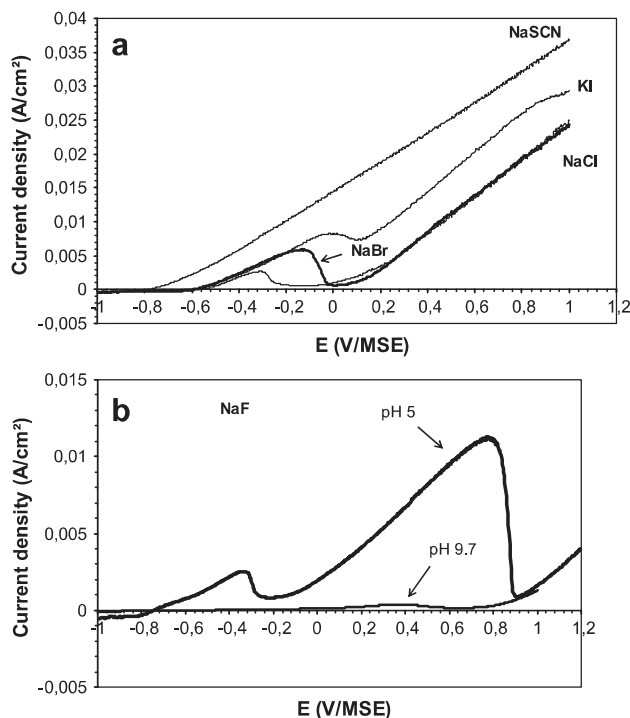 a
0,04
0,035
0,03
0,025
0,02
0,015
0,01
0,005
0
-0,005
Current density (A/cm²)
NaSCN
KI
NaCl
NaBr
-1 -0,8 -0,6 -0,4 -0,2 0 0,2 0,4 0,6 0,8 1 1,2
E (V/MSE)
b
NaF
0,015
0,01
0,005
0
-0,005
Current density (A/cm²)
pH 5
pH 9.7
-1 -0,8 -0,6 -0,4 -0,2 0 0,2 0,4 0,6 0,8 1 1,2
E (V/MSE)